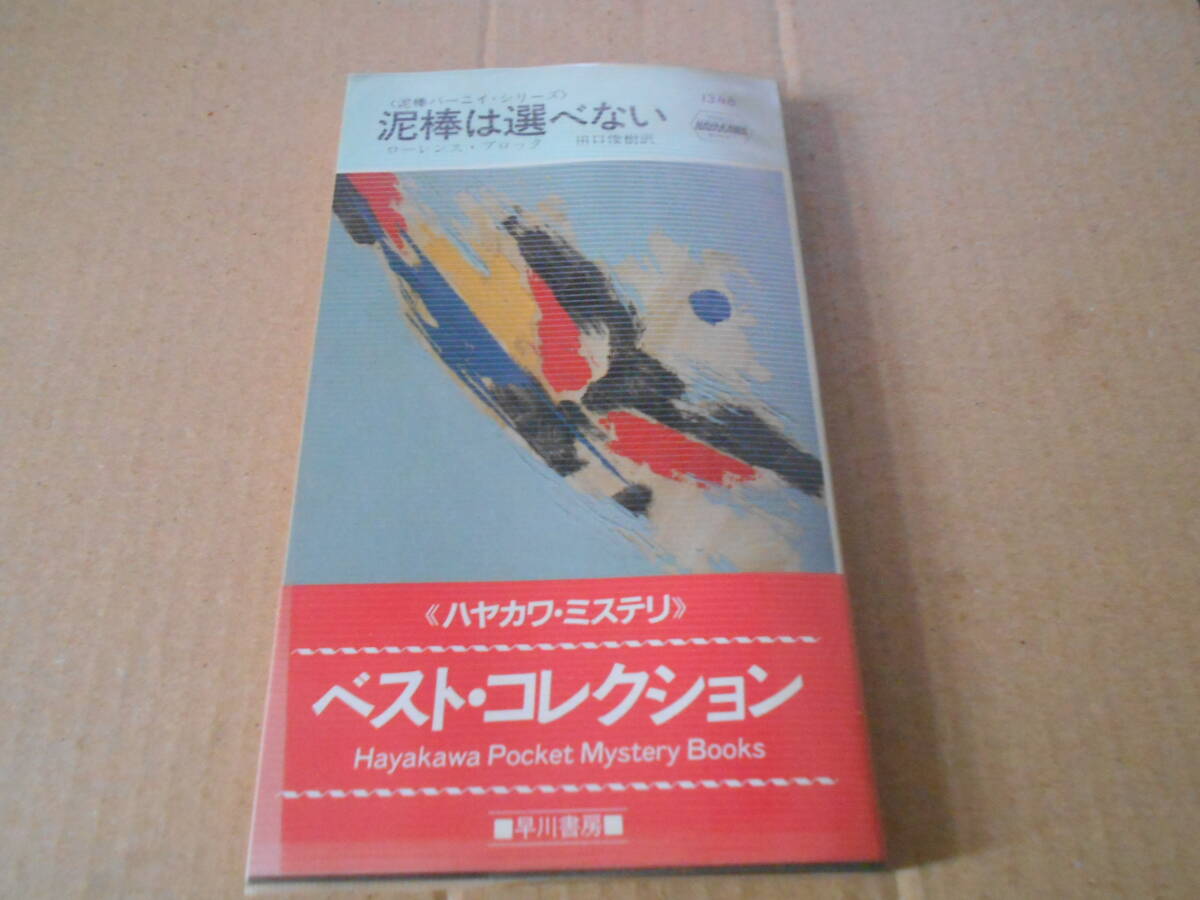 〈泥棒バーニイ・シリーズ〉
泥棒は選べない
ローレンス・ブロック 田口俊樹訳
《ハヤカワ・ミステリ》
ベスト・コレクション
Hayakawa Pocket Mystery Books
■早川書房■